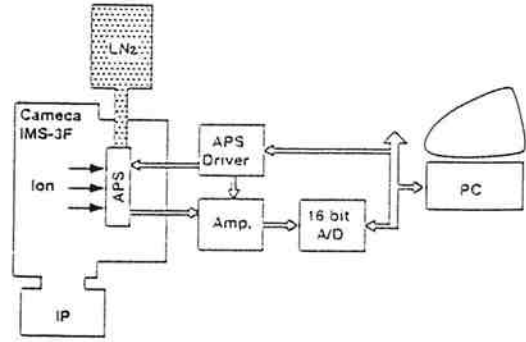 LN₂
Cameca
IMS-3F
Ion
APS
APS
Driver
Amp.
16 bit
A/D
PC
IP